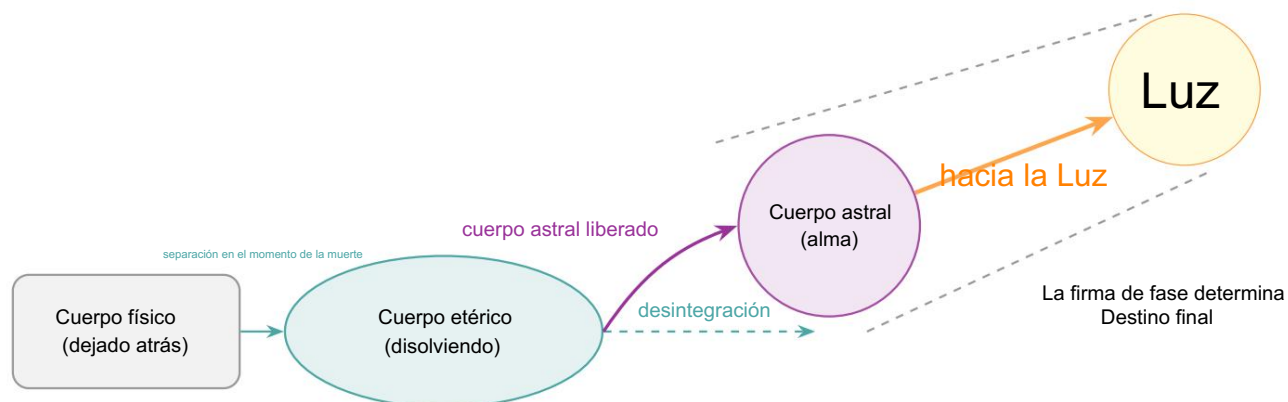 Luz
hacia la Luz
Cuerpo astral
(alma)
cuerpo astral liberado
separación en el momento de la muerte
Cuerpo físico
(dejado atrás)
Cuerpo etérico
(disolviendo)
desintegración
La firma de fase determina
Destino final